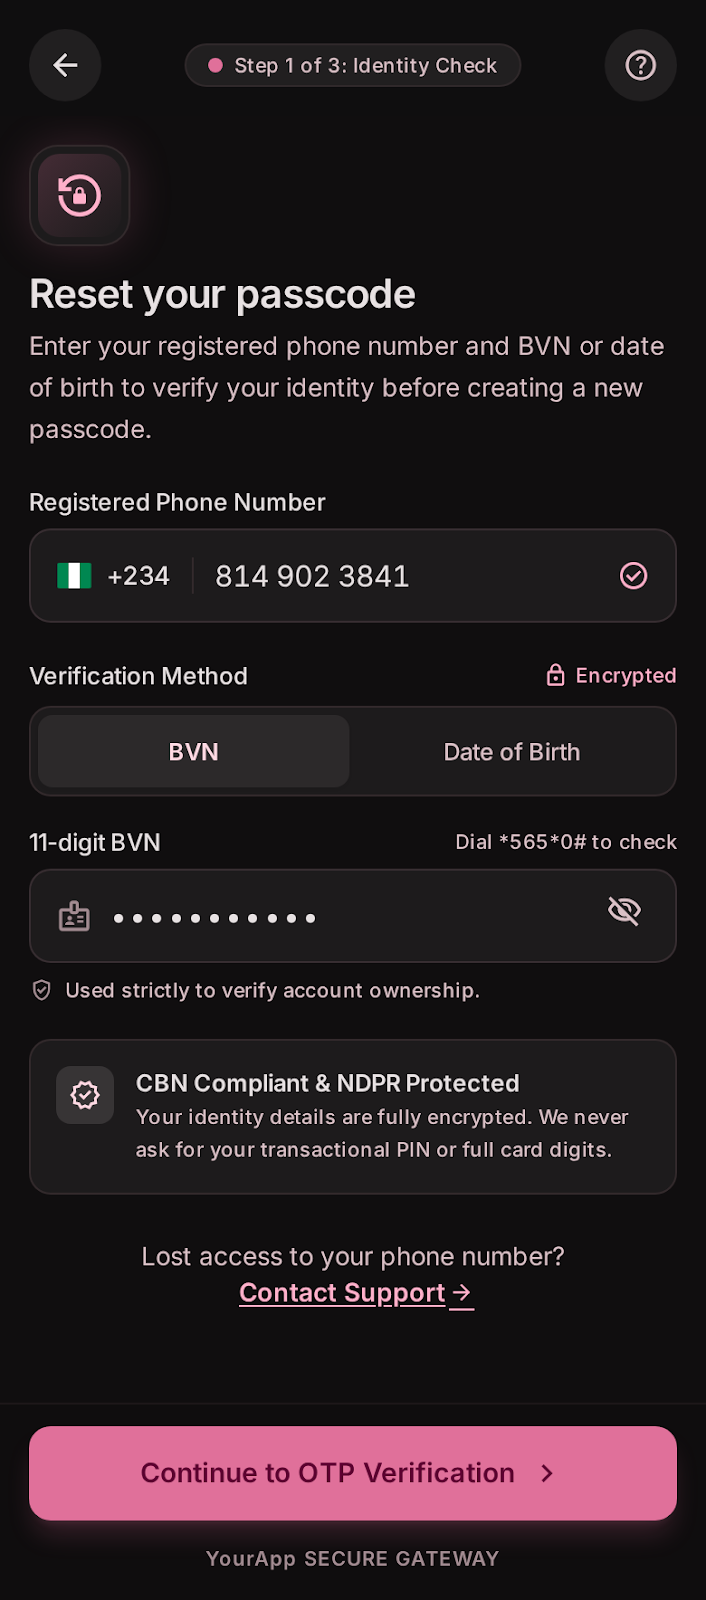 Step 1 of 3: Identity Check
Reset your passcode
Enter your registered phone number and BVN or date
of birth to verify your identity before creating a new
passcode.
Registered Phone Number
+234 814 902 3841
Verification Method Encrypted
BVN Date of Birth
11-digit BVN Dial *565*0# to check
Used strictly to verify account ownership.
CBN Compliant & NDPR Protected
Your identity details are fully encrypted. We never
ask for your transactional PIN or full card digits.
Lost access to your phone number?
Contact Support →
Continue to OTP Verification
YourApp SECURE GATEWAY